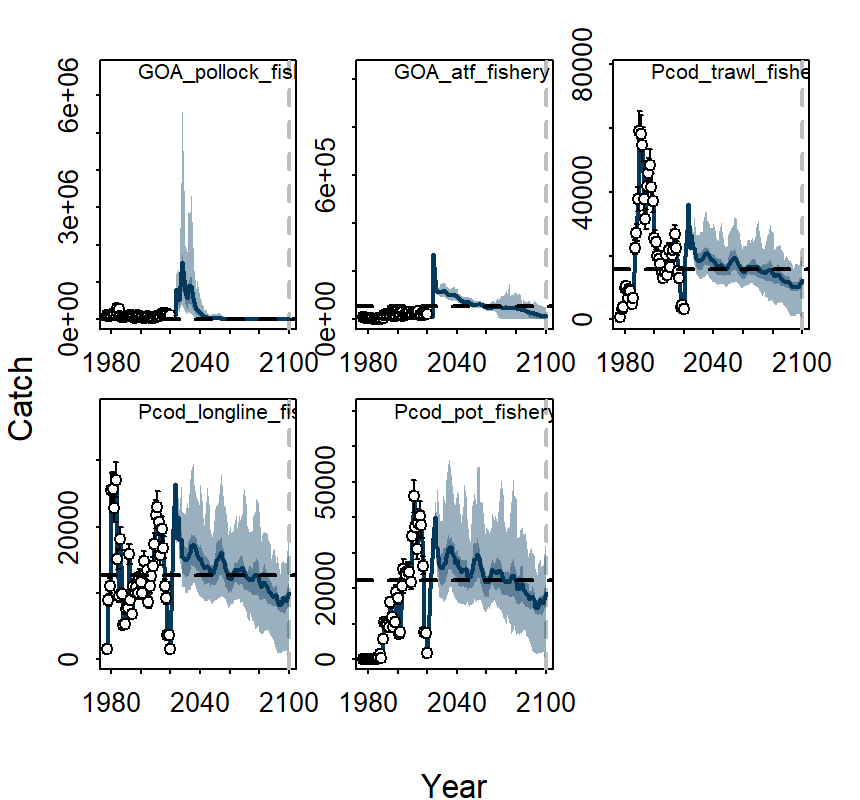 GOA_pollock_fisl
GOA_atf_fishery
Pcod_trawl_fishe
0e+00 3e+06 6e+06
0e+00 6e+05
0 40000 80000
1980 2040 2100
1980 2040 2100
1980 2040 2100
Catch
Pcod_longline_fis
Pcod_pot_fishery
0 20000
0 20000 50000
1980 2040 2100
1980 2040 2100
Year